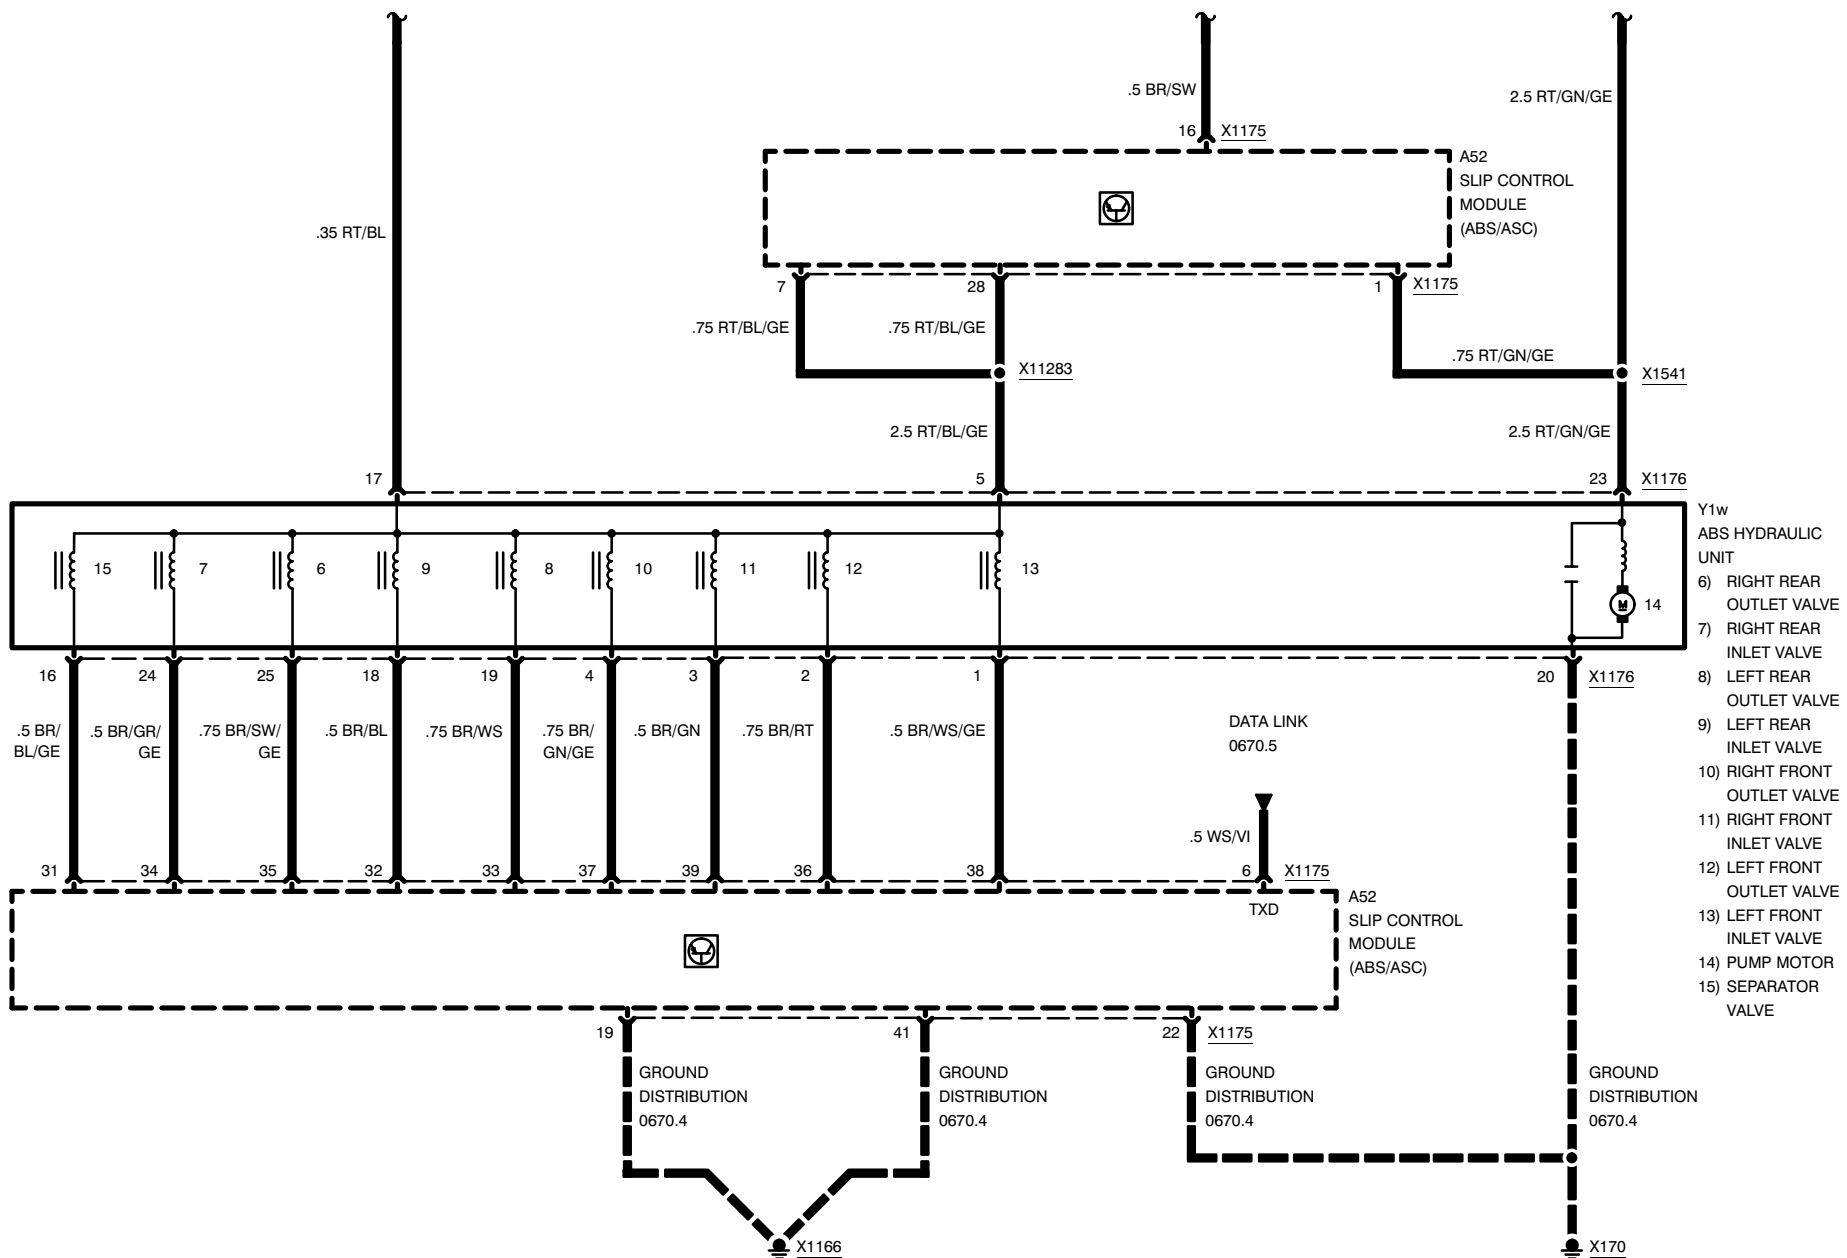 .5 BR/SW
2.5 RT/GN/GE
16 X1175
A52
SLIP CONTROL
MODULE
(ABS/ASC)
.35 RT/BL
7 28 1 X1175
.75 RT/BL/GE .75 RT/BL/GE
.75 RT/GN/GE
X11283 X1541
2.5 RT/BL/GE 2.5 RT/GN/GE
17 5 23 X1176
Y1w
ABS HYDRAULIC
UNIT
6) RIGHT REAR
OUTLET VALVE
7) RIGHT REAR
INLET VALVE
8) LEFT REAR
OUTLET VALVE
9) LEFT REAR
INLET VALVE
10) RIGHT FRONT
OUTLET VALVE
11) RIGHT FRONT
INLET VALVE
12) LEFT FRONT
OUTLET VALVE
13) LEFT FRONT
INLET VALVE
14) PUMP MOTOR
15) SEPARATOR
VALVE
15 7 6 9 8 10 11 12 13
M 14
16 24 25 18 19 4 3 2 1 20 X1176
.5 BR/
BL/GE
.5 BR/GR/
GE
.75 BR/SW/
GE
.5 BR/BL
.75 BR/WS
.75 BR/
GN/GE
.5 BR/GN
.75 BR/RT
.5 BR/WS/GE
DATA LINK
0670.5
.5 WS/VI
31 34 35 32 33 37 39 36 38 6 X1175
TXD
A52
SLIP CONTROL
MODULE
(ABS/ASC)
19 41 22 X1175
GROUND
DISTRIBUTION
0670.4
GROUND
DISTRIBUTION
0670.4
GROUND
DISTRIBUTION
0670.4
GROUND
DISTRIBUTION
0670.4
X1166 X170